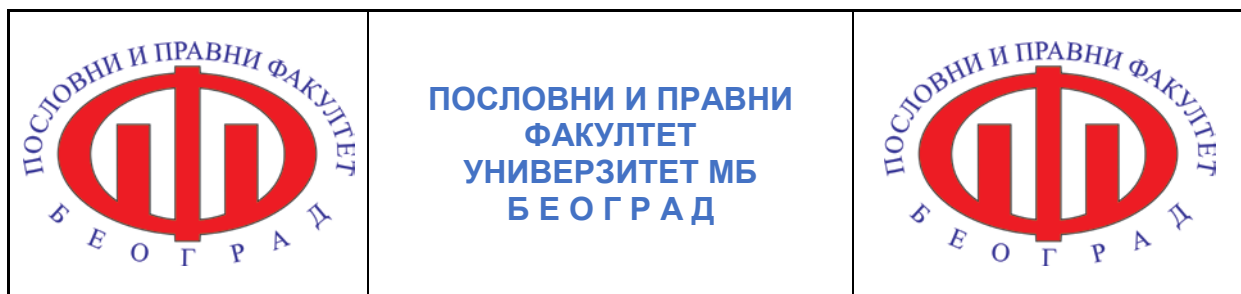 ПОСЛОВНИ И ПРАВНИ ФАКУЛТЕТ
БЕОГРАД
ПОСЛОВНИ И ПРАВНИ
ФАКУЛТЕТ
УНИВЕРЗИТЕТ МБ
Б Е О Г Р А Д
ПОСЛОВНИ И ПРАВНИ ФАКУЛТЕТ
БЕОГРАД